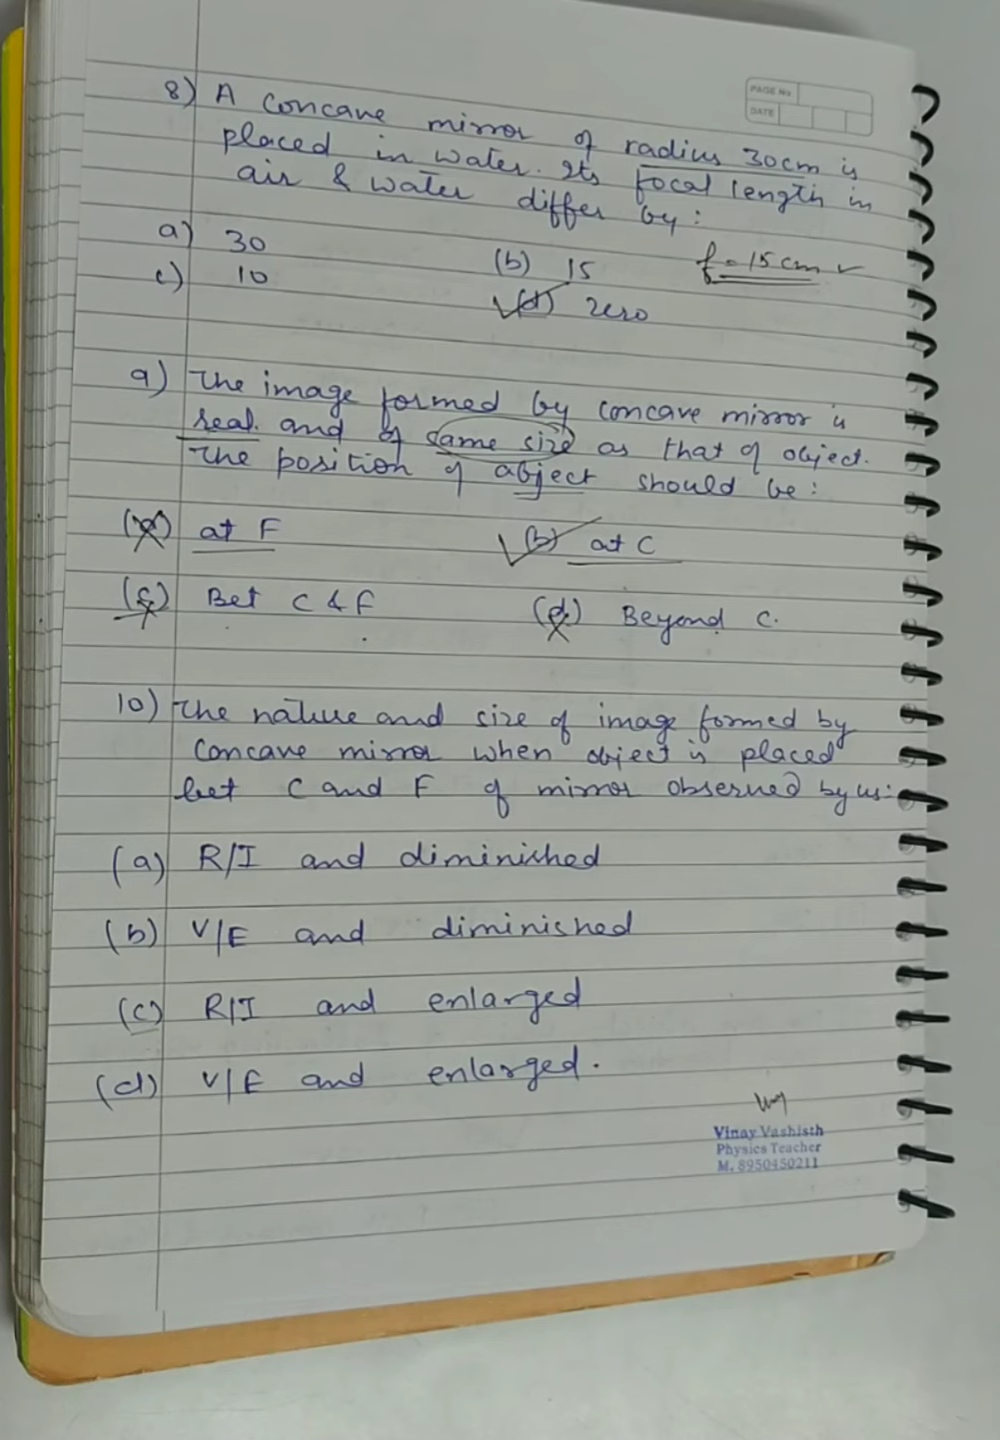 PAGE No
DATE
8) A Concave mirror of radius 30cm is
placed in water. Its focal length in
air & water differ by:
a) 30
(b) 15
f = 15cm
c) 10
(d) zero
9) The image formed by concave mirror is
real. and of same size as that of object.
The position of object should be:
(a) at F
(b) at C
(c) Bet C & F
(d) Beyond C.
10) The nature and size of image formed by
Concave mirror when object is placed
bet C and F of mirror observed by us:
(a) R/I and diminished
(b) V/E and diminished
(c) R/I and enlarged
(d) V/E and enlarged.
Vinay Vashisth
Physics Teacher
M. 8950450211